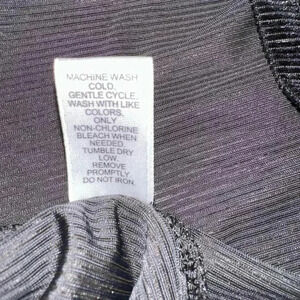 MACHINE WASH
COLD,
GENTLE CYCLE.
WASH WITH LIKE
COLORS.
ONLY
NON-CHLORINE
BLEACH WHEN
NEEDED.
TUMBLE DRY
LOW.
REMOVE
PROMPTLY
DO NOT IRON.